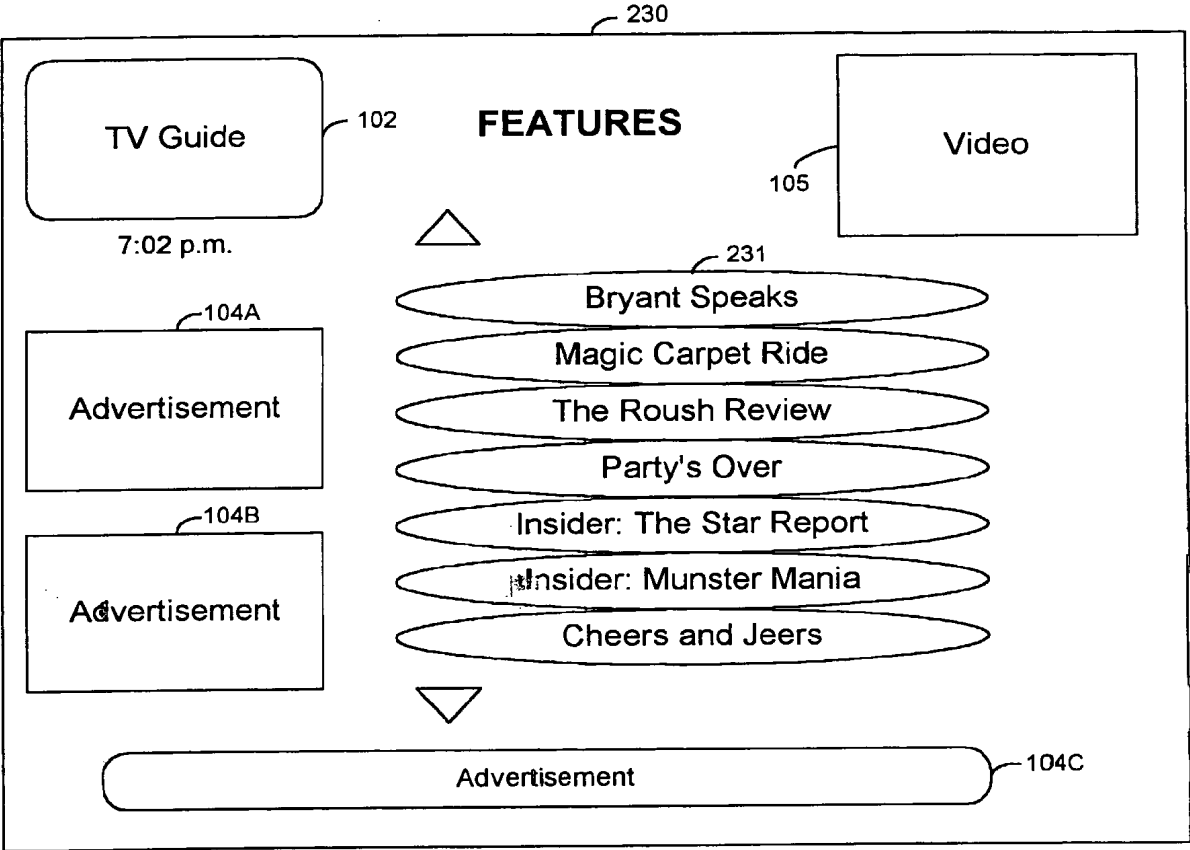 230
TV Guide
102
FEATURES
Video
105
7:02 p.m.
231
Bryant Speaks
Magic Carpet Ride
The Roush Review
Party's Over
Insider: The Star Report
Insider: Munster Mania
Cheers and Jeers
104A
Advertisement
104B
Advertisement
Advertisement
104C